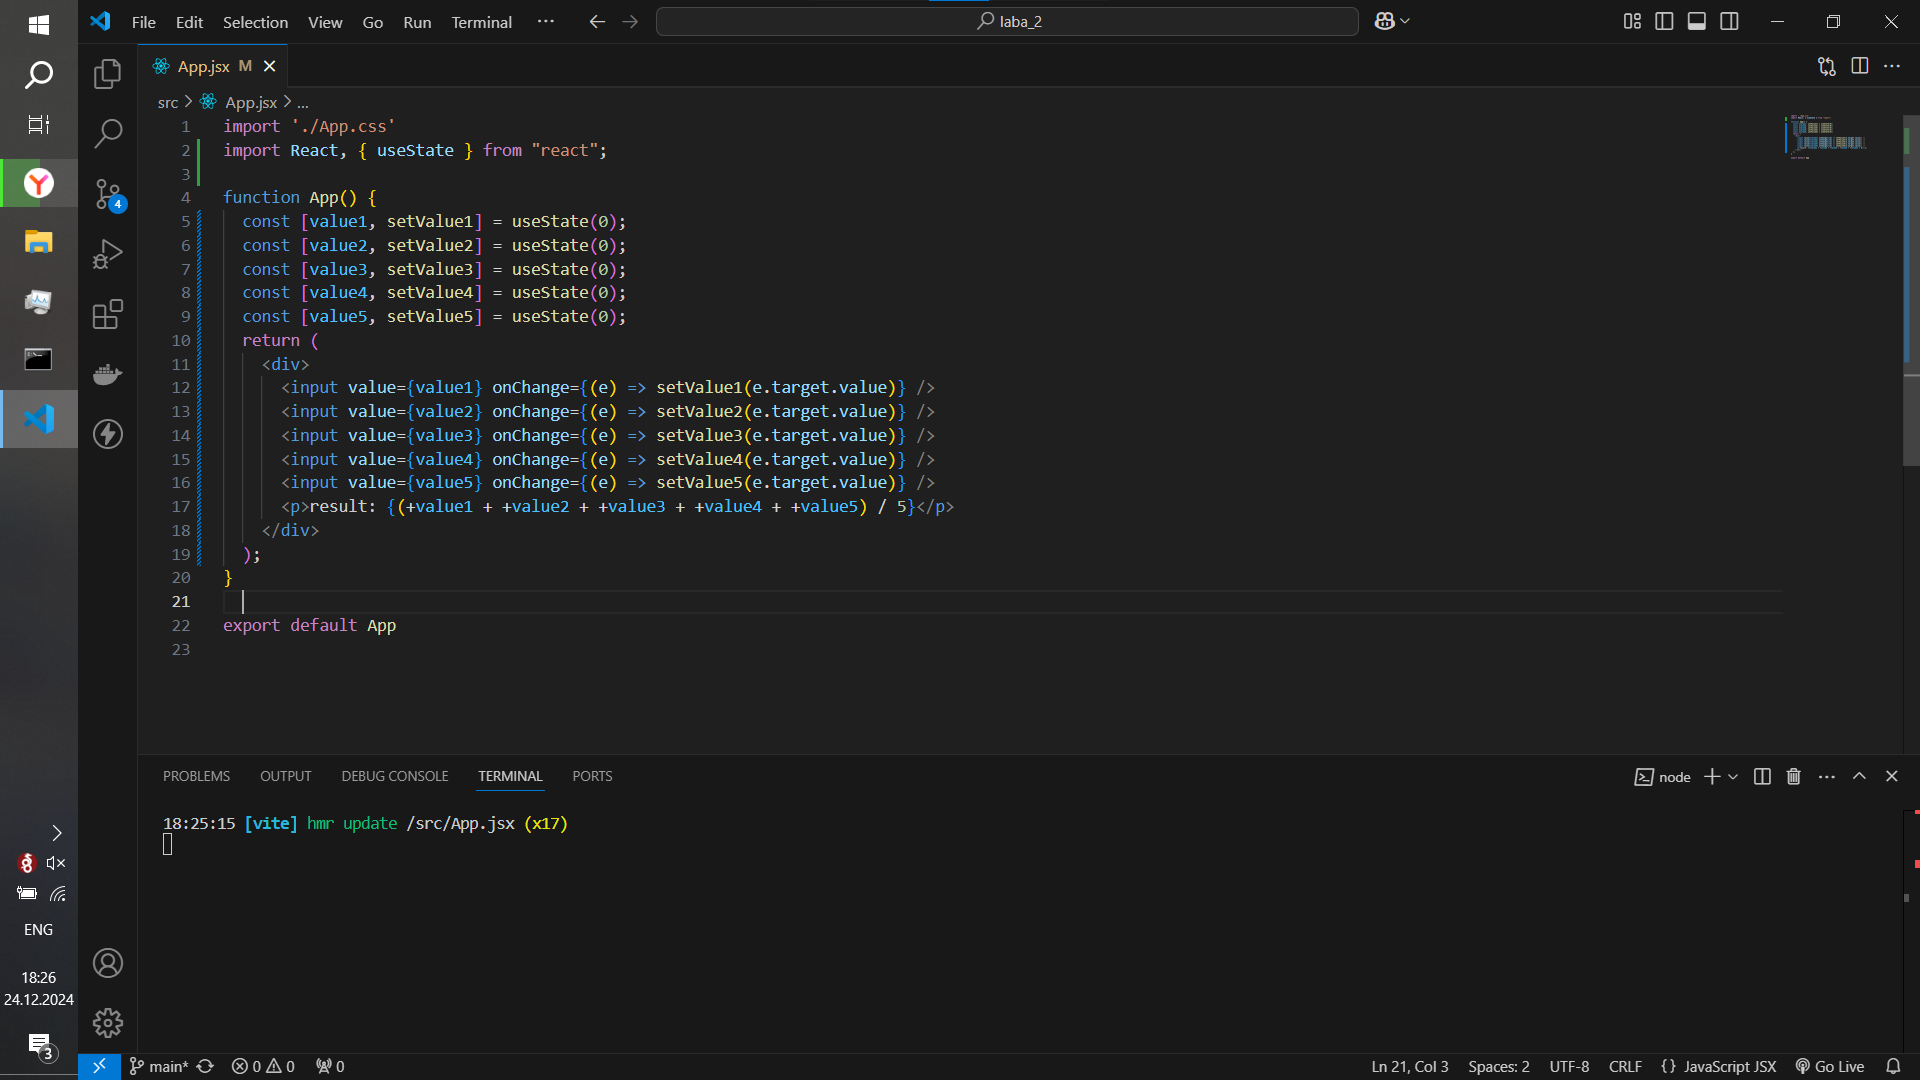 File Edit Selection View Go Run Terminal ··· laba_2
App.jsx M
src > App.jsx > ...
1 import './App.css'
2 import React, { useState } from "react";
3
4 function App() {
5 const [value1, setValue1] = useState(0);
6 const [value2, setValue2] = useState(0);
7 const [value3, setValue3] = useState(0);
8 const [value4, setValue4] = useState(0);
9 const [value5, setValue5] = useState(0);
10 return (
11 <div>
12 <input value={value1} onChange={(e) => setValue1(e.target.value)} />
13 <input value={value2} onChange={(e) => setValue2(e.target.value)} />
14 <input value={value3} onChange={(e) => setValue3(e.target.value)} />
15 <input value={value4} onChange={(e) => setValue4(e.target.value)} />
16 <input value={value5} onChange={(e) => setValue5(e.target.value)} />
17 <p>result: {(+value1 + +value2 + +value3 + +value4 + +value5) / 5}</p>
18 </div>
19 );
20 }
21
22 export default App
23
4
PROBLEMS OUTPUT DEBUG CONSOLE TERMINAL PORTS node
18:25:15 [vite] hmr update /src/App.jsx (x17)
ENG
18:26
24.12.2024
3
main* 0 0 0 Ln 21, Col 3 Spaces: 2 UTF-8 CRLF {} JavaScript JSX Go Live